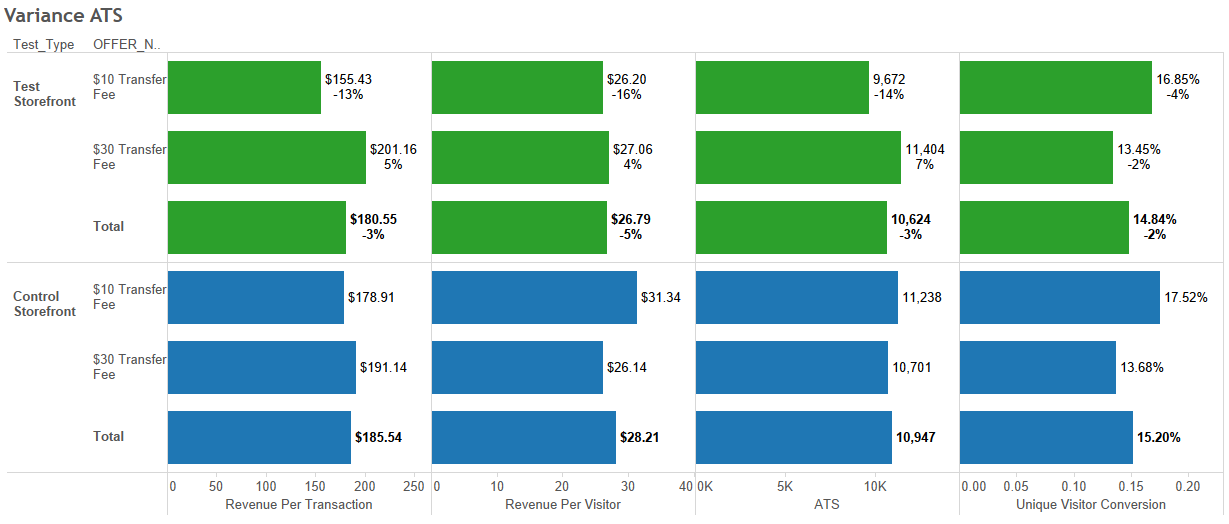 Variance ATS
Test_Type OFFER_N..
Test
Storefront
$10 Transfer
Fee
$155.43
-13%
$26.20
-16%
9,672
-14%
16.85%
-4%
$30 Transfer
Fee
$201.16
5%
$27.06
4%
11,404
7%
13.45%
-2%
Total
$180.55
-3%
$26.79
-5%
10,624
-3%
14.84%
-2%
Control
Storefront
$10 Transfer
Fee
$178.91
$31.34
11,238
17.52%
$30 Transfer
Fee
$191.14
$26.14
10,701
13.68%
Total
$185.54
$28.21
10,947
15.20%
0 50 100 150 200 250
0 10 20 30 40
0K 5K 10K
0.00 0.05 0.10 0.15 0.20
Revenue Per Transaction
Revenue Per Visitor
ATS
Unique Visitor Conversion